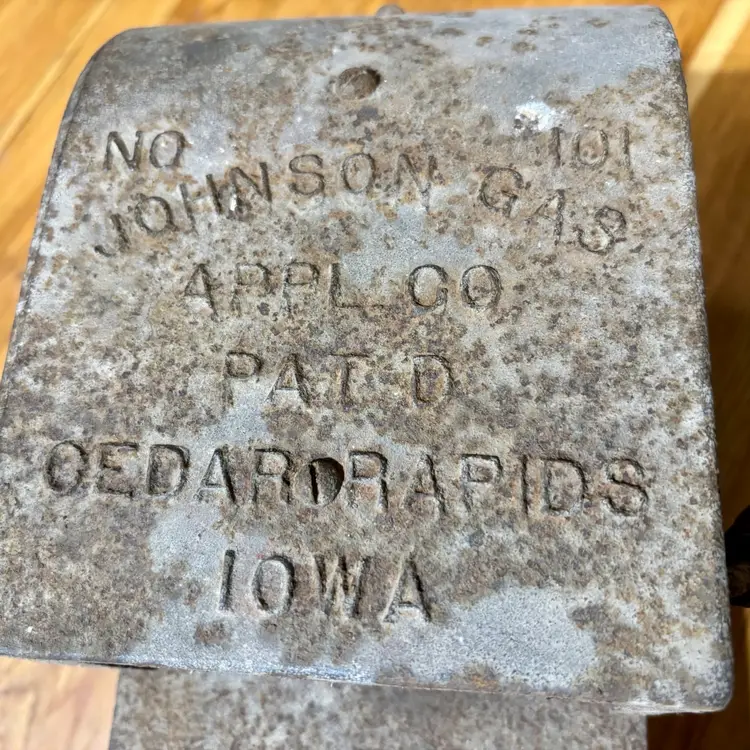 NO 101
JOHNSON GAS
APPL CO
PAT D
CEDAR RAPIDS
IOWA